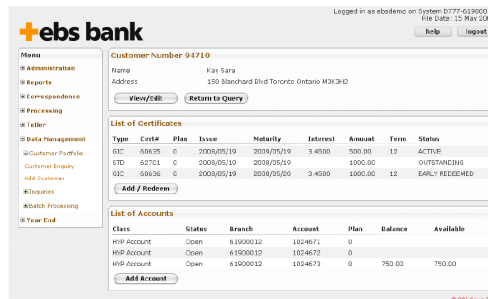 Logged in as ebsdemo on System D777-619000
File Date: 15 May 20
ebs bank
help logout
Menu
Administration
Reports
Correspondence
Processing
Teller
Data Management
Customer Portfolio
Customer Enquiry
Add Customer
Inquiries
Batch Processing
Year End
Customer Number 94710
Name Kay Sara
Address 150 Blanchard Blvd Toronto Ontario M3K3H2
View/Edit Return to Query
List of Certificates
Type Cert# Plan Issue Maturity Interest Amount Term Status
GIC 60635 0 2008/05/19 2009/05/19 3.4500 500.00 12 ACTIVE
STD 62701 0 2008/05/19 2008/05/19 1000.00 OUTSTANDING
GIC 60636 0 2008/05/20 2009/05/20 3.4500 1000.00 12 EARLY REDEEMED
Add / Redeem
List of Accounts
Class Status Branch Account Plan Balance Available
HYP Account Open 61900012 1024671 0
HYP Account Open 61900012 1024672 0
HYP Account Open 61900012 1024673 0 750.00 750.00
Add Account